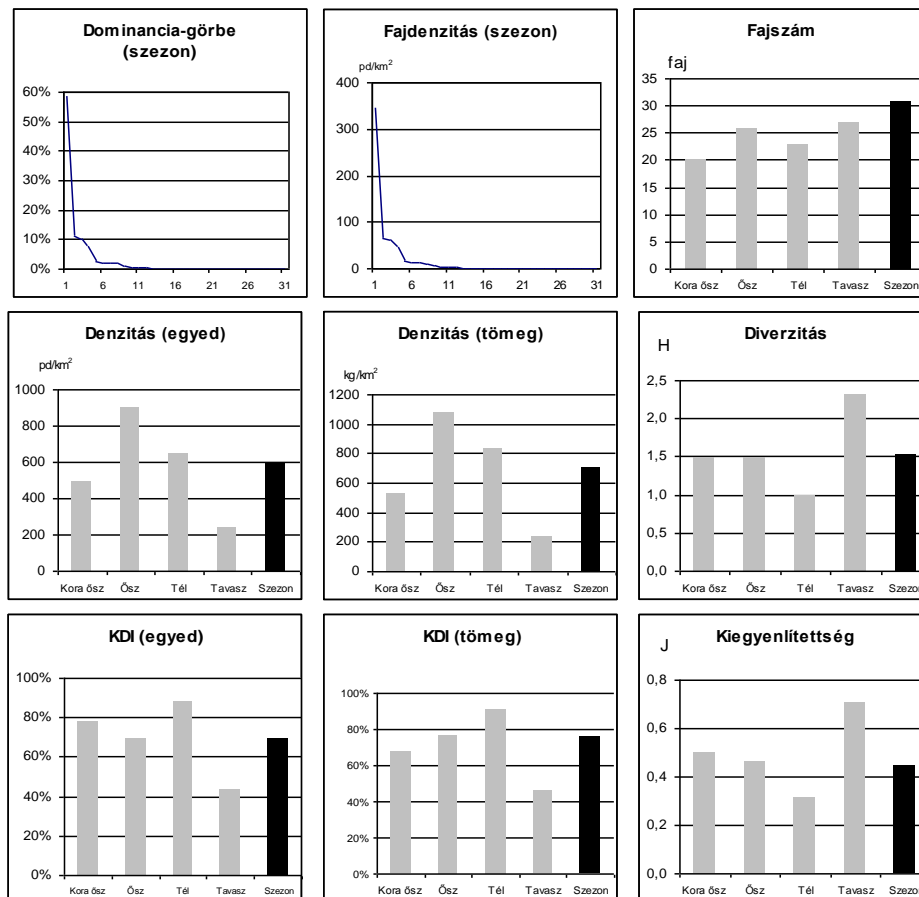 Dominancia-görbe
(szezon)
60%
50%
40%
30%
20%
10%
0%
1 6 11 16 21 26 31
Fajdenzitás (szezon)
pd/km²
400
300
200
100
0
1 6 11 16 21 26 31
Fajszám
faj
35
30
25
20
15
10
5
0
Kora ősz Ősz Tél Tavasz Szezon
Denzitás (egyed)
pd/km²
1000
800
600
400
200
0
Kora ősz Ősz Tél Tavasz Szezon
Denzitás (tömeg)
kg/km²
1200
1000
800
600
400
200
0
Kora ősz Ősz Tél Tavasz Szezon
Diverzitás
H
2,5
2,0
1,5
1,0
0,5
0,0
Kora ősz Ősz Tél Tavasz Szezon
KDI (egyed)
100%
80%
60%
40%
20%
0%
Kora ősz Ősz Tél Tavasz Szezon
KDI (tömeg)
100%
80%
60%
40%
20%
0%
Kora ősz Ősz Tél Tavasz Szezon
Kiegyenlítettség
J
0,8
0,6
0,4
0,2
0,0
Kora ősz Ősz Tél Tavasz Szezon